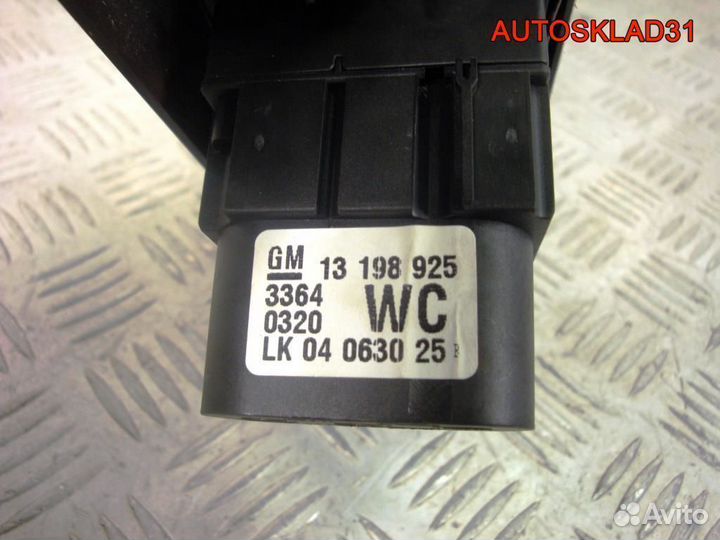 AUTOSKLAD31
GM 13 198 925
3364
0320 WC
LK 04 0630 25
Avito